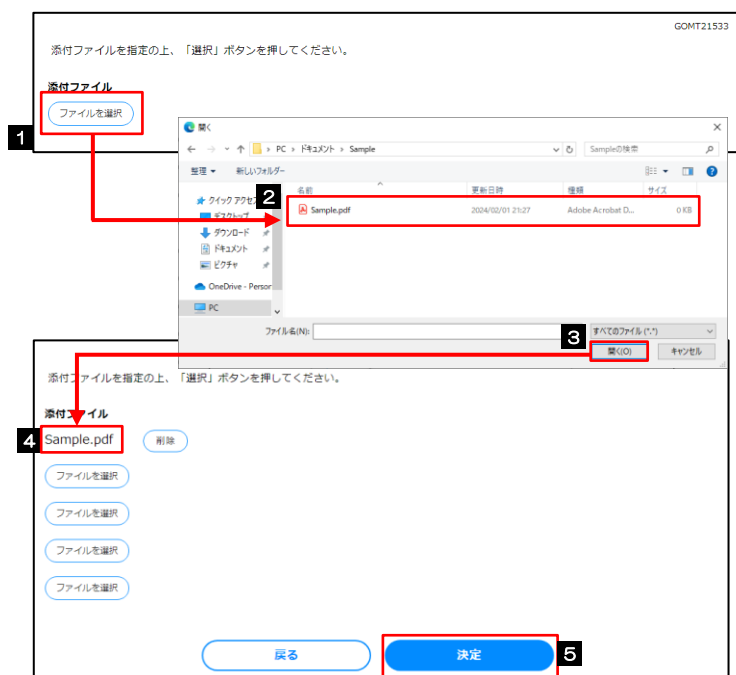 GOMT21533
添付ファイルを指定の上、「選択」ボタンを押してください。
添付ファイル
ファイルを選択
1
開く
PC › ドキュメント › Sample
Sampleの検索
整理 新しいフォルダー
名前 更新日時 種類 サイズ
クイック アクセ
2
Sample.pdf 2024/02/01 21:27 Adobe Acrobat D... 0 KB
デスクトップ
ダウンロード
ドキュメント
ピクチャ
OneDrive - Person
PC
ファイル名(N):
3
すべてのファイル (*.*)
開く(O) キャンセル
添付ファイルを指定の上、「選択」ボタンを押してください。
添付ファイル
4
Sample.pdf 削除
ファイルを選択
ファイルを選択
ファイルを選択
ファイルを選択
戻る 決定
5